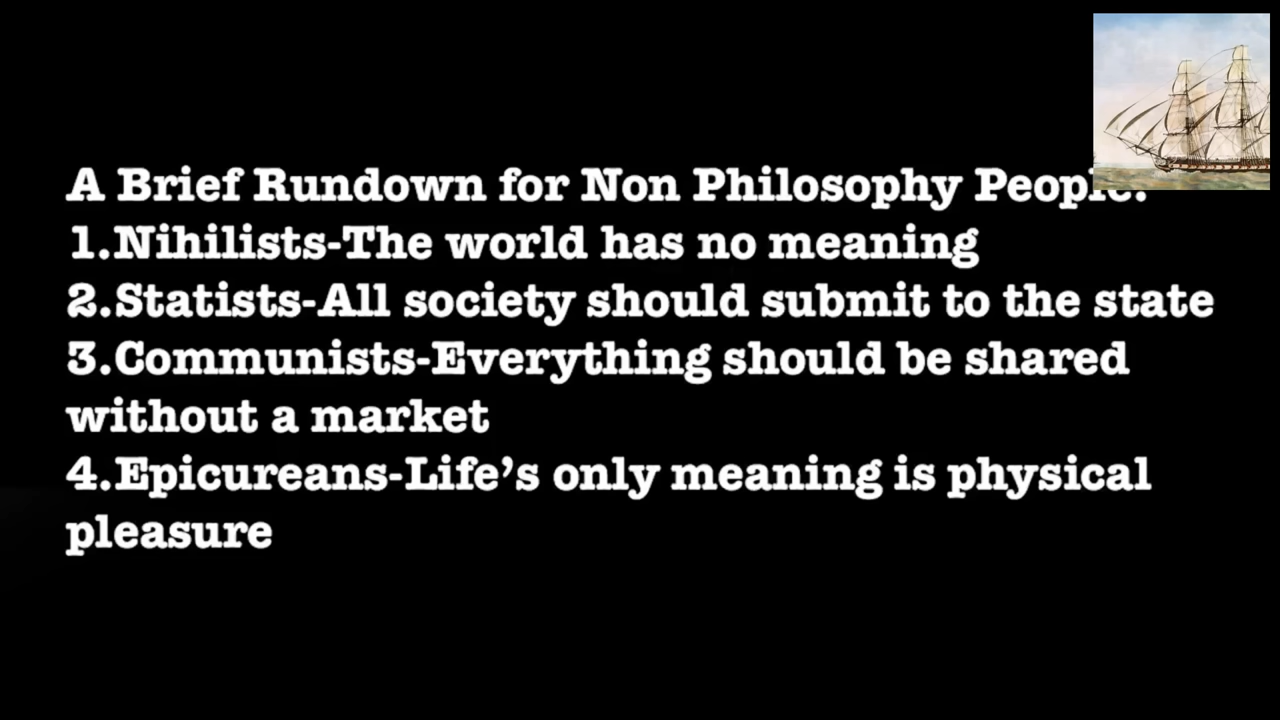 A Brief Rundown for Non Philosophy People:
1.Nihilists-The world has no meaning
2.Statists-All society should submit to the state
3.Communists-Everything should be shared
without a market
4.Epicureans-Life's only meaning is physical
pleasure